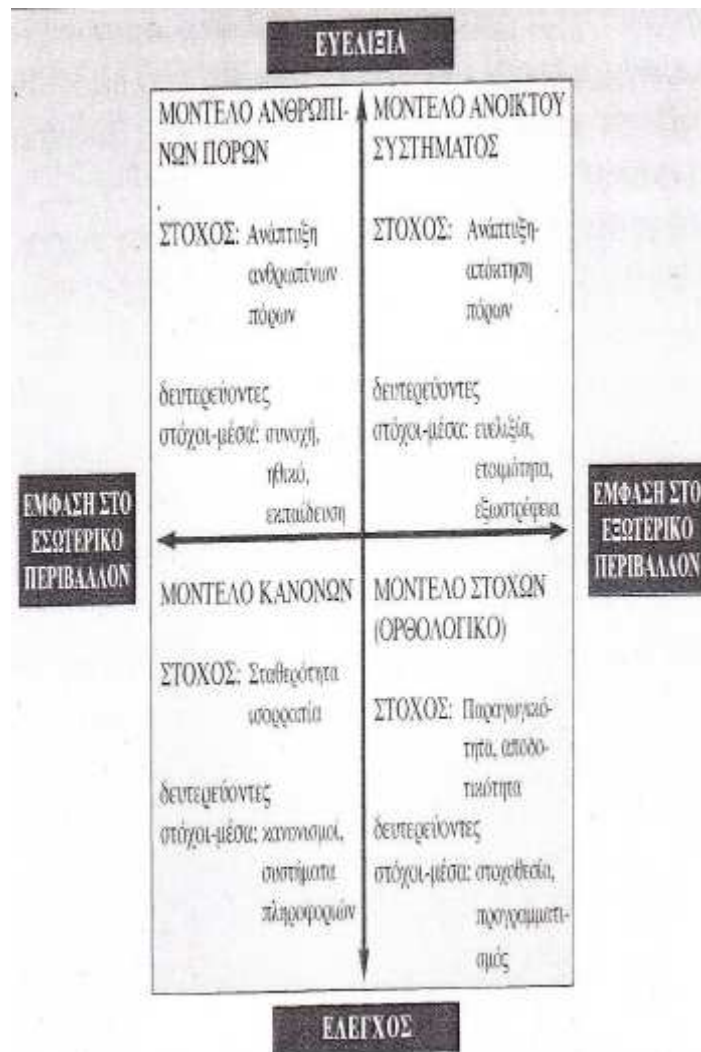 ΕΥΕΛΙΞΙΑ
ΜΟΝΤΕΛΟ ΑΝΘΡΩΠΙ-
ΝΩΝ ΠΟΡΩΝ
ΣΤΟΧΟΣ: Ανάπτυξη
ανθρωπίνων
πόρων
δευτερεύοντες
στόχοι-μέσα: συνοχή,
ηθικό,
εκπαίδευση
ΜΟΝΤΕΛΟ ΑΝΟΙΚΤΟΥ
ΣΥΣΤΗΜΑΤΟΣ
ΣΤΟΧΟΣ: Ανάπτυξη-
απόκτηση
πόρων
δευτερεύοντες
στόχοι-μέσα: ευελιξία,
ετοιμότητα,
εξωστρέφεια
ΕΜΦΑΣΗ ΣΤΟ
ΕΣΩΤΕΡΙΚΟ
ΠΕΡΙΒΑΛΛΟΝ
ΕΜΦΑΣΗ ΣΤΟ
ΕΞΩΤΕΡΙΚΟ
ΠΕΡΙΒΑΛΛΟΝ
ΜΟΝΤΕΛΟ ΚΑΝΟΝΩΝ
ΣΤΟΧΟΣ: Σταθερότητα
ισορροπία
δευτερεύοντες
στόχοι-μέσα: κανονισμοί,
συστήματα
πληροφοριών
ΜΟΝΤΕΛΟ ΣΤΟΧΩΝ
(ΟΡΘΟΛΟΓΙΚΟ)
ΣΤΟΧΟΣ: Παραγωγικό-
τητα, αποδο-
τικότητα
δευτερεύοντες
στόχοι-μέσα: στοχοθεσία,
προγραμματι-
σμός
ΕΛΕΓΧΟΣ